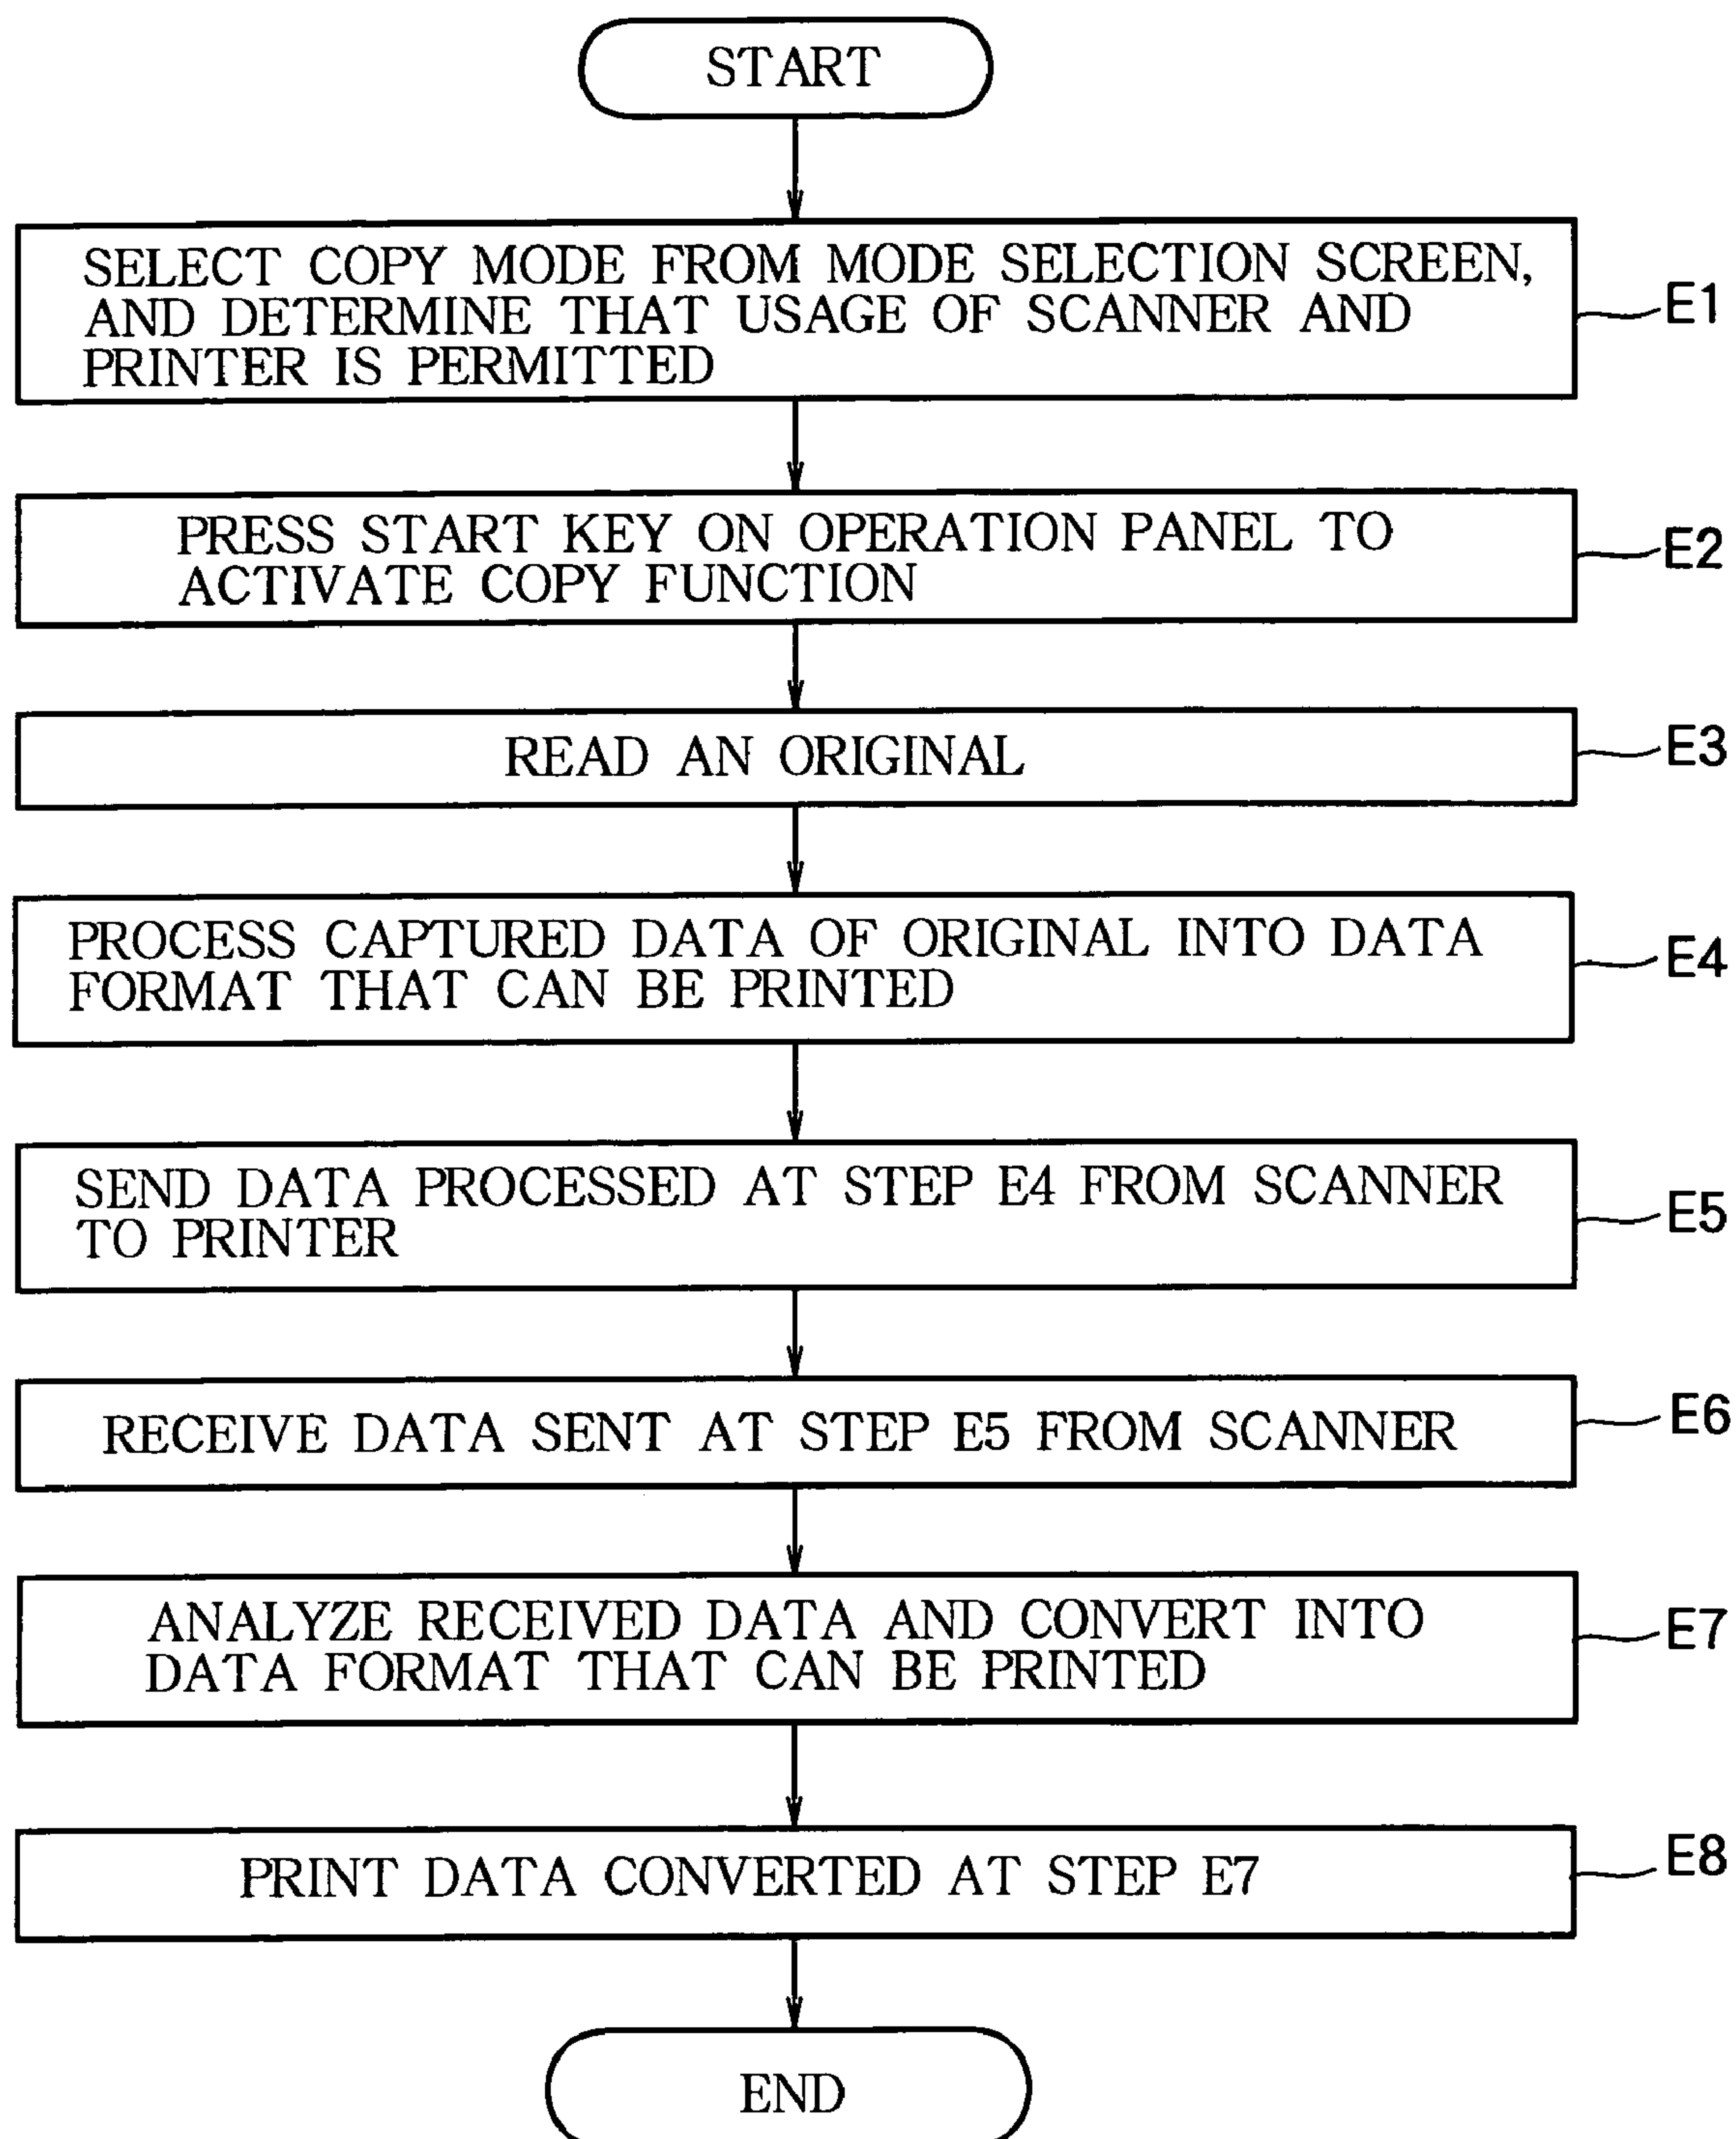 START
SELECT COPY MODE FROM MODE SELECTION SCREEN,
AND DETERMINE THAT USAGE OF SCANNER AND
PRINTER IS PERMITTED
E1
PRESS START KEY ON OPERATION PANEL TO
ACTIVATE COPY FUNCTION
E2
READ AN ORIGINAL
E3
PROCESS CAPTURED DATA OF ORIGINAL INTO DATA
FORMAT THAT CAN BE PRINTED
E4
SEND DATA PROCESSED AT STEP E4 FROM SCANNER
TO PRINTER
E5
RECEIVE DATA SENT AT STEP E5 FROM SCANNER
E6
ANALYZE RECEIVED DATA AND CONVERT INTO
DATA FORMAT THAT CAN BE PRINTED
E7
PRINT DATA CONVERTED AT STEP E7
E8
END